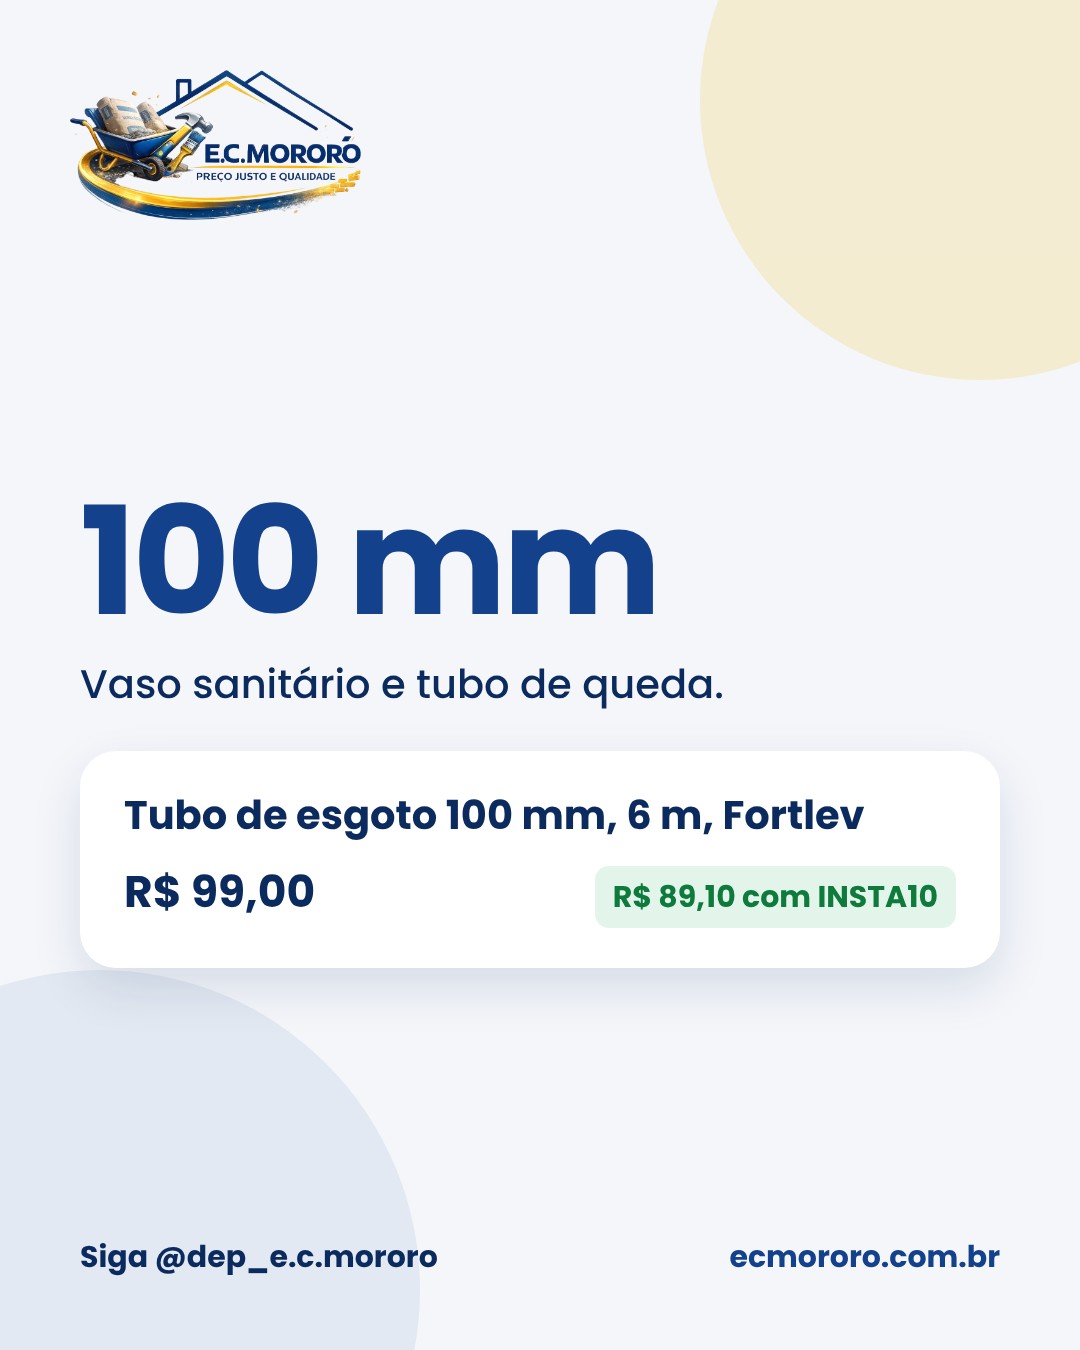 E.C.MORORÓ
PREÇO JUSTO E QUALIDADE
100 mm
Vaso sanitário e tubo de queda.
Tubo de esgoto 100 mm, 6 m, Fortlev
R$ 99,00
R$ 89,10 com INSTA10
Siga @dep_e.c.mororo
ecmororo.com.br